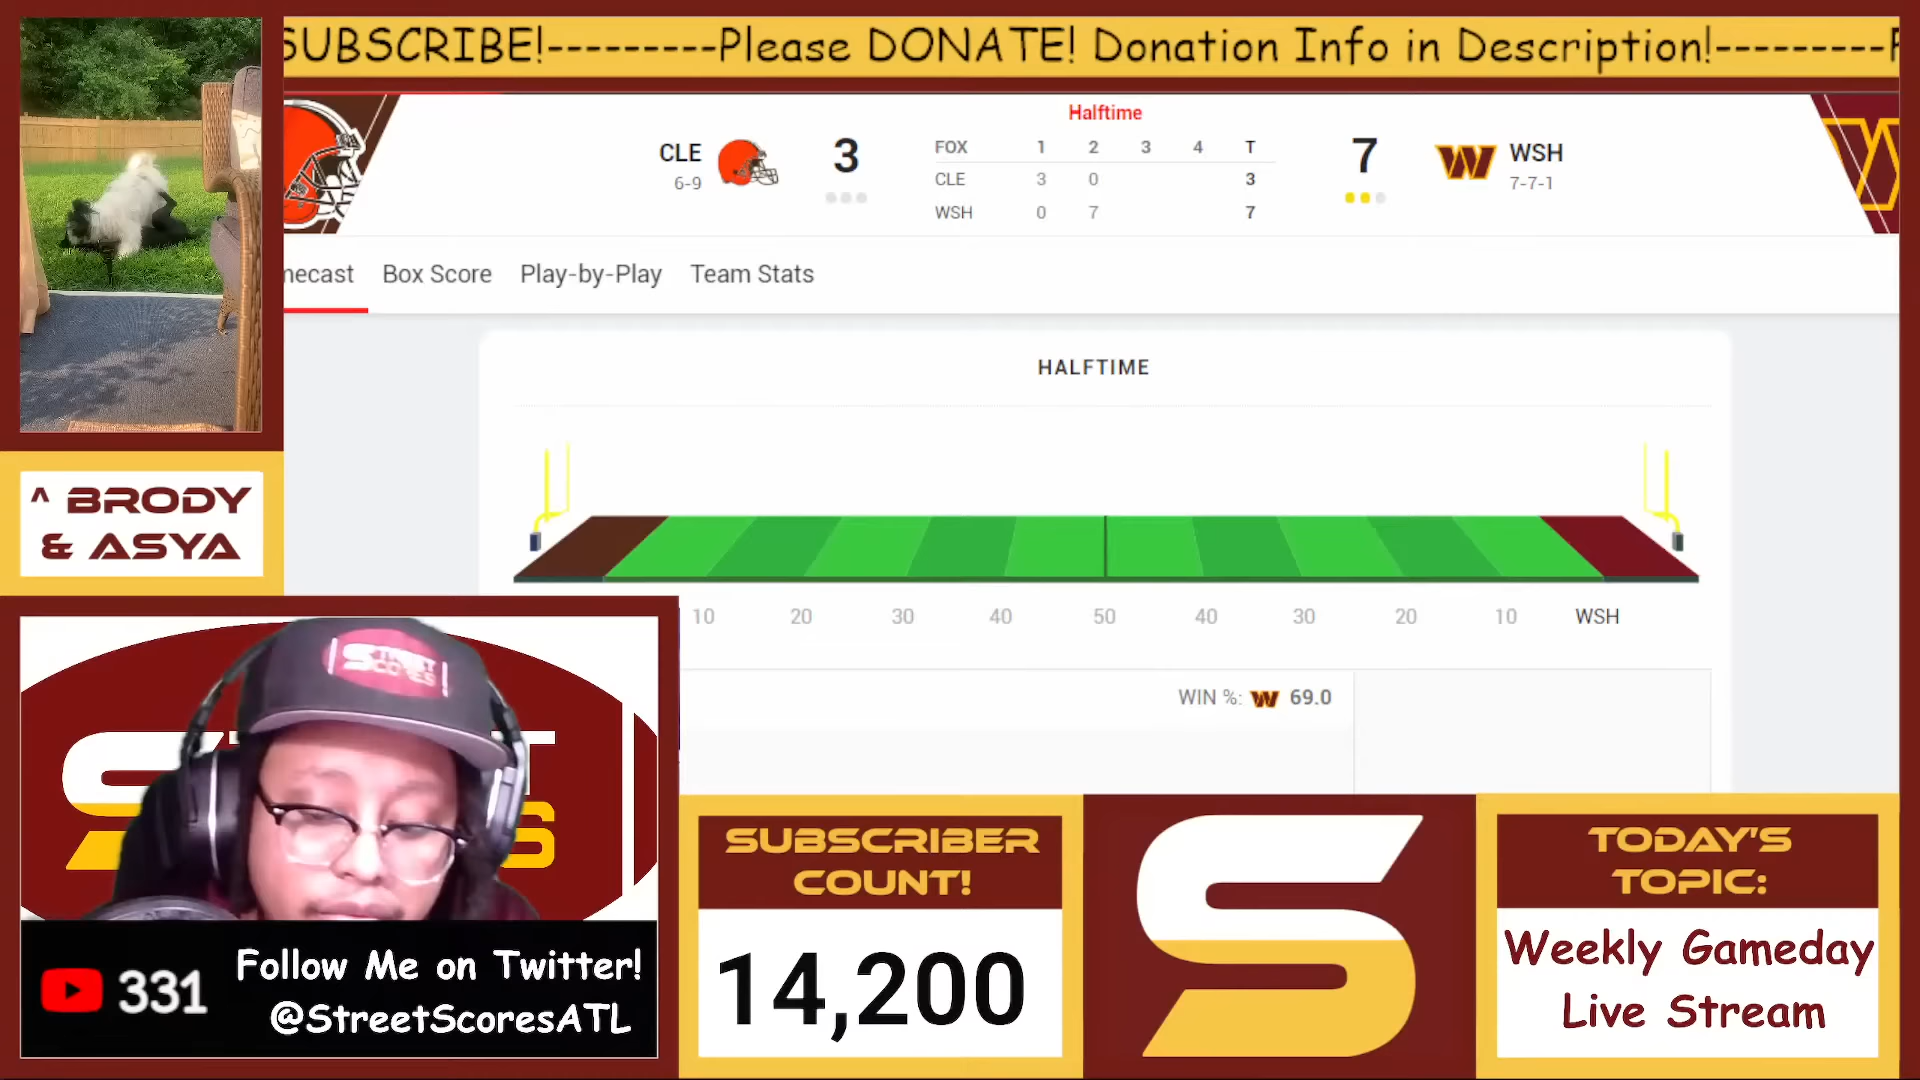 SUBSCRIBE!---------Please DONATE! Donation Info in Description!---------
Halftime
CLE
6-9
3
FOX 1 2 3 4 T
CLE 3 0 3
WSH 0 7 7
7
WSH
7-7-1
necast Box Score Play-by-Play Team Stats
HALFTIME
10 20 30 40 50 40 30 20 10 WSH
WIN %: 69.0
^ BRODY
& ASYA
STREET
SCORES
331
Follow Me on Twitter!
@StreetScoresATL
SUBSCRIBER
COUNT!
14,200
TODAY'S
TOPIC:
Weekly Gameday
Live Stream